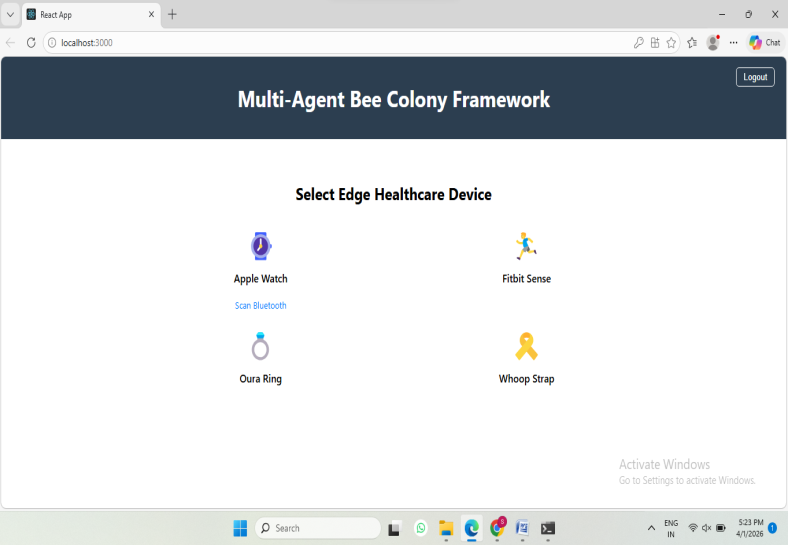 React App
localhost:3000
Chat
Logout
Multi-Agent Bee Colony Framework
Select Edge Healthcare Device
Apple Watch
Fitbit Sense
Scan Bluetooth
Oura Ring
Whoop Strap
Activate Windows
Go to Settings to activate Windows.
Search
ENG
IN
5:23 PM
4/1/2026